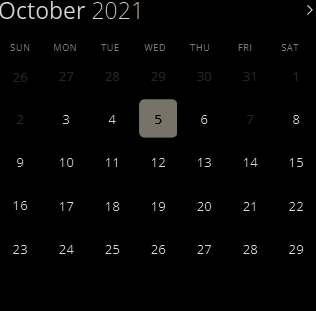 October 2021
SUN MON TUE WED THU FRI SAT
26 27 28 29 30 31 1
2 3 4 5 6 7 8
9 10 11 12 13 14 15
16 17 18 19 20 21 22
23 24 25 26 27 28 29